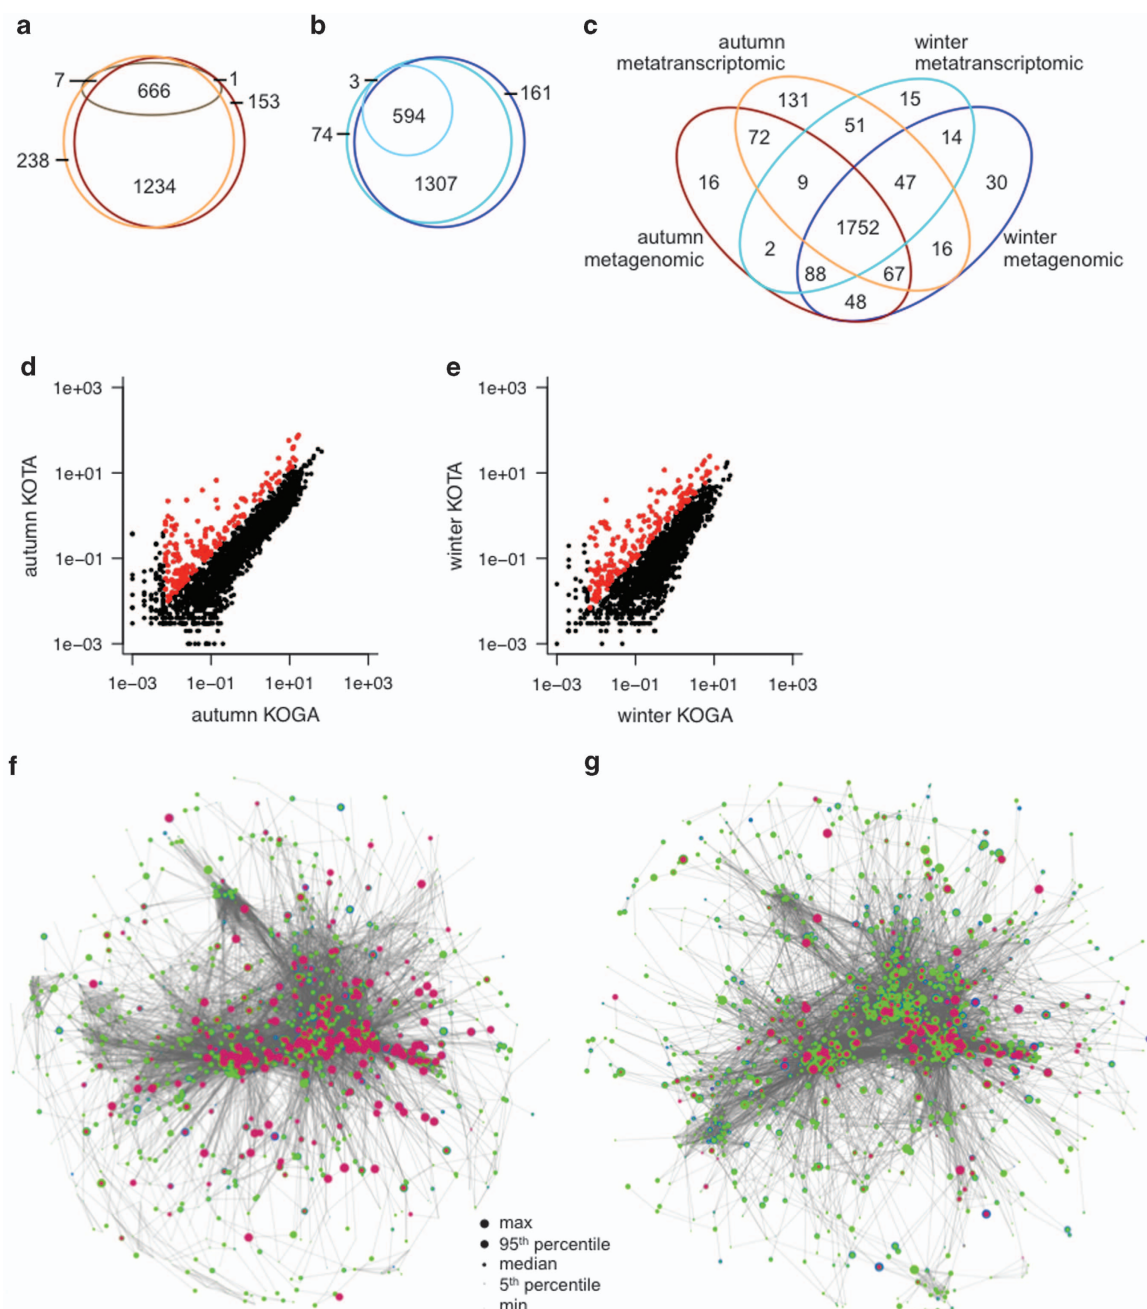 a
7
666
1
153
238
1234
b
3
594
161
74
1307
c
autumn
metatranscriptomic
winter
metatranscriptomic
131
15
72
51
14
16
9
47
30
1752
autumn
metagenomic
2
16
winter
metagenomic
88
67
48
d
1e+03
1e+01
1e−01
1e−03
autumn KOTA
1e−03 1e−01 1e+01 1e+03
autumn KOGA
e
1e+03
1e+01
1e−01
1e−03
winter KOTA
1e−03 1e−01 1e+01 1e+03
winter KOGA
f
g
max
95th percentile
median
5th percentile
min